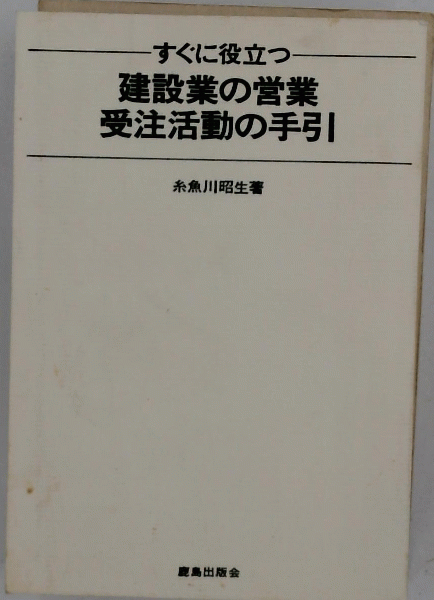 すぐに役立つ
建設業の営業
受注活動の手引
糸魚川昭生著
鹿島出版会